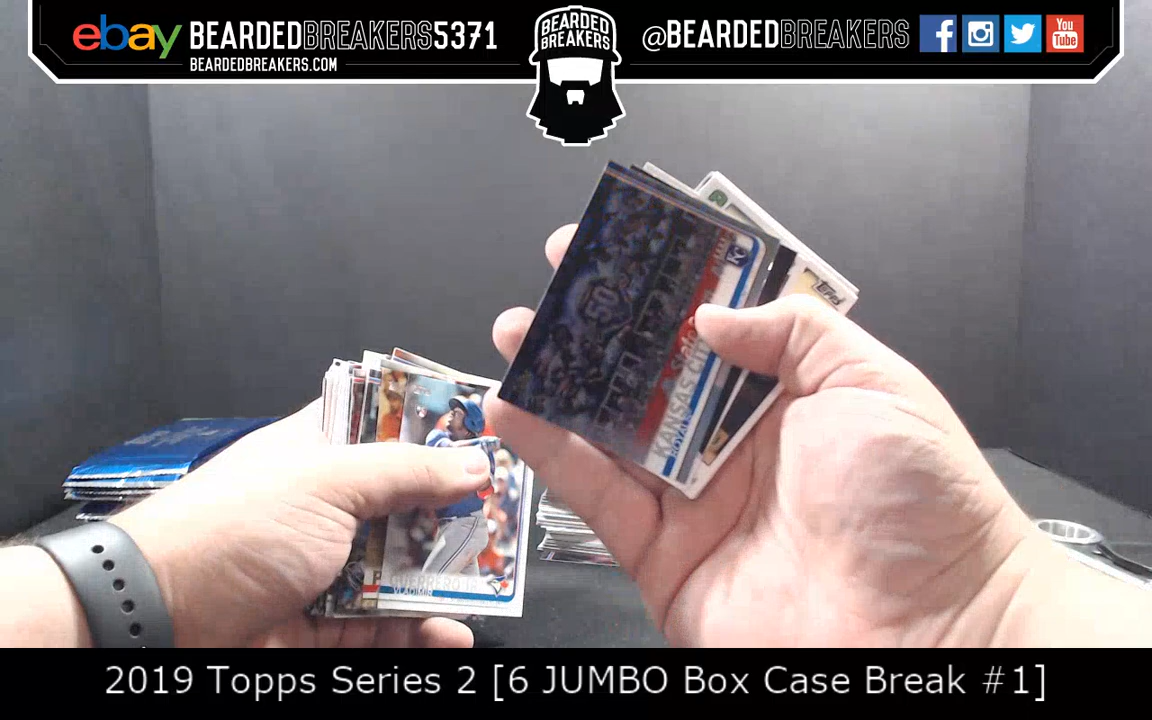 ebay BEARDEDBREAKERS5371
BEARDEDBREAKERS.COM
BEARDED
BREAKERS
@BEARDEDBREAKERS
You
Tube
KANSAS CITY
ROYALS
GUERRERO JR.
VLADIMIR
2019 Topps Series 2 [6 JUMBO Box Case Break #1]